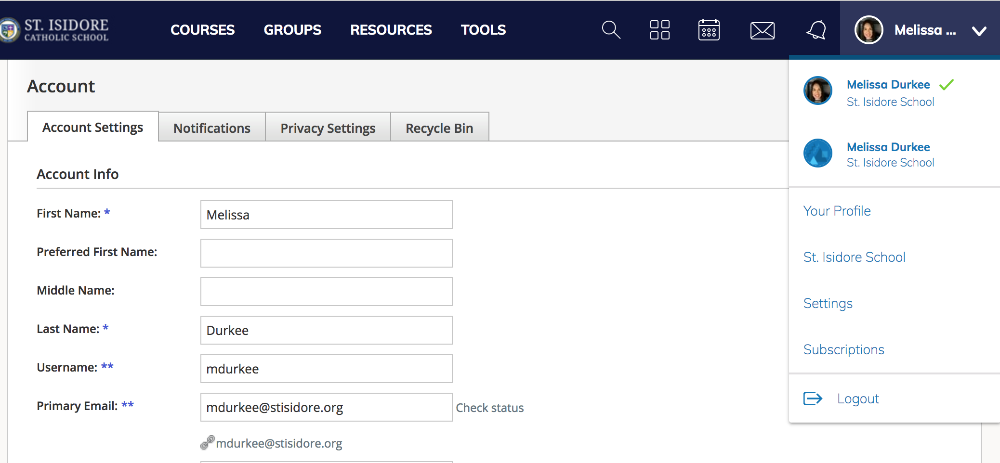 ST. ISIDORE
CATHOLIC SCHOOL
COURSES GROUPS RESOURCES TOOLS
Melissa ...
Account
Account Settings Notifications Privacy Settings Recycle Bin
Account Info
First Name: * Melissa
Preferred First Name:
Middle Name:
Last Name: * Durkee
Username: ** mdurkee
Primary Email: ** mdurkee@stisidore.org Check status
mdurkee@stisidore.org
Melissa Durkee
St. Isidore School
Melissa Durkee
St. Isidore School
Your Profile
St. Isidore School
Settings
Subscriptions
Logout